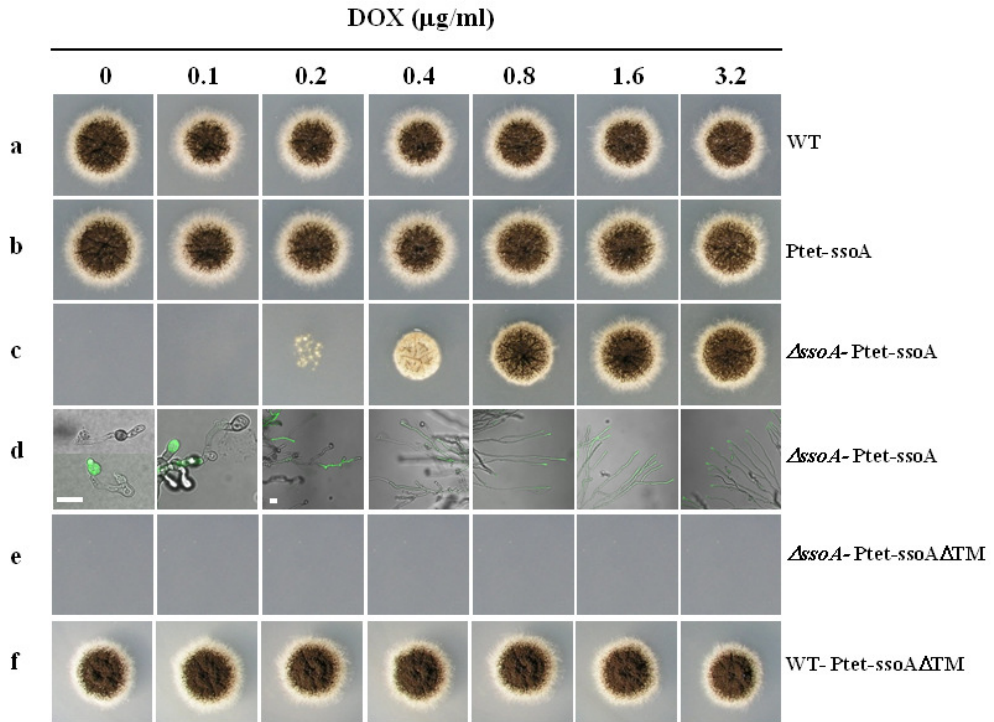 DOX (µg/ml)
0 0.1 0.2 0.4 0.8 1.6 3.2
a WT
b Ptet-ssoA
c ΔssoA-Ptet-ssoA
d ΔssoA-Ptet-ssoA
e ΔssoA-Ptet-ssoAΔTM
f WT-Ptet-ssoAΔTM